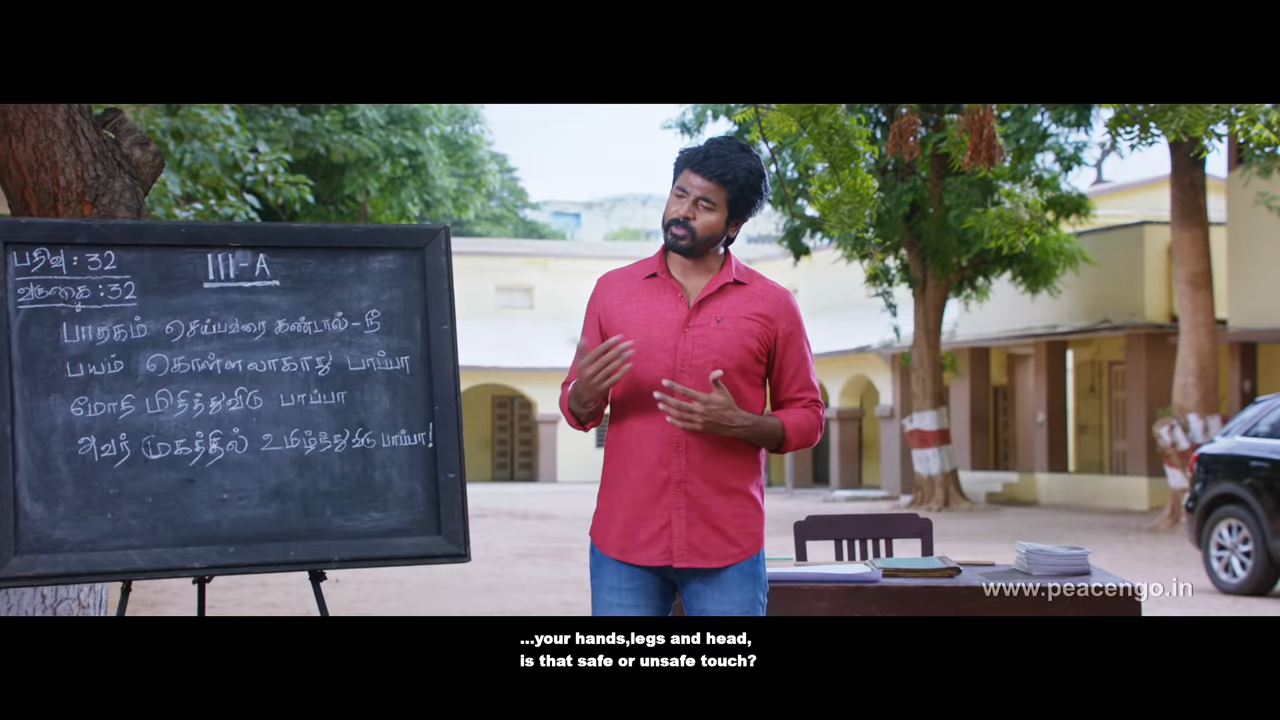 பதிவு : 32
III-A
வருகை : 32
பாதகம் செய்பவரை கண்டால் - நீ
பயம் கொள்ளலாகாது பாப்பா
மோதி மிதித்துவிடு பாப்பா
அவர் முகத்தில் உமிழ்ந்துவிடு பாப்பா!
www.peacengo.in
...your hands,legs and head,
is that safe or unsafe touch?